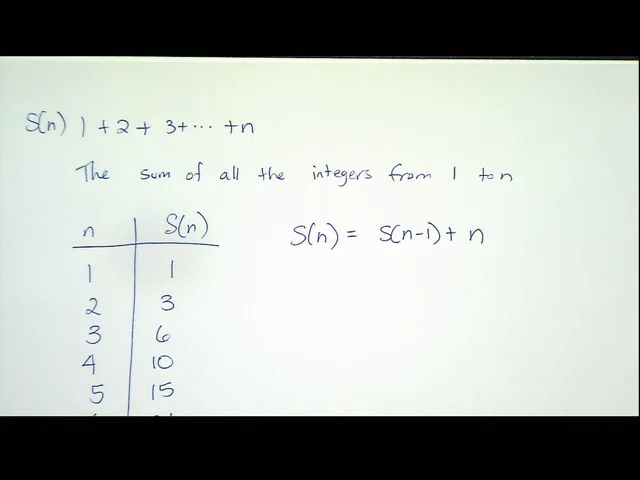 S(n) 1 + 2 + 3 + ··· + n
The sum of all the integers from 1 to n
n S(n)
S(n) = S(n-1) + n
1 1
2 3
3 6
4 10
5 15